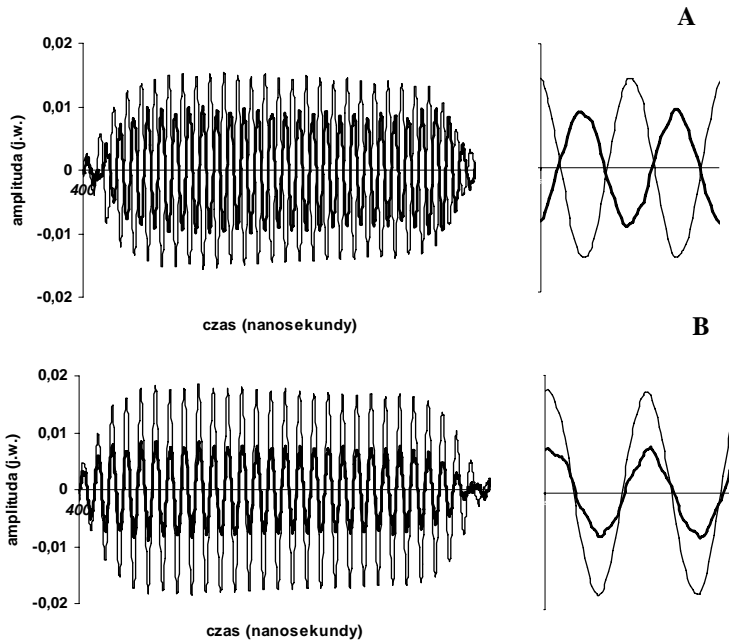 A
0,02
0,01
0
400
-0,01
-0,02
amplituda (j.w.)
czas (nanosekundy)
B
0,02
0,01
0
400
-0,01
-0,02
amplituda (j.w.)
czas (nanosekundy)